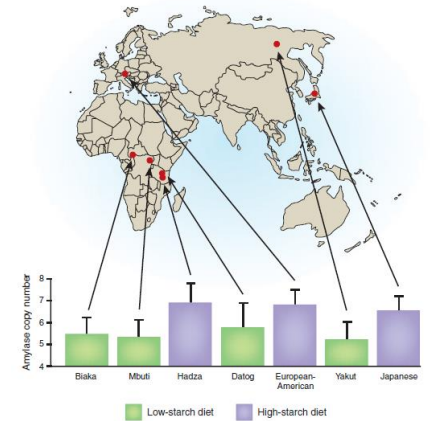 8
7
6
5
4
Amylase copy number
Biaka Mbuti Hadza Datog European-American Yakut Japanese
Low-starch diet High-starch diet